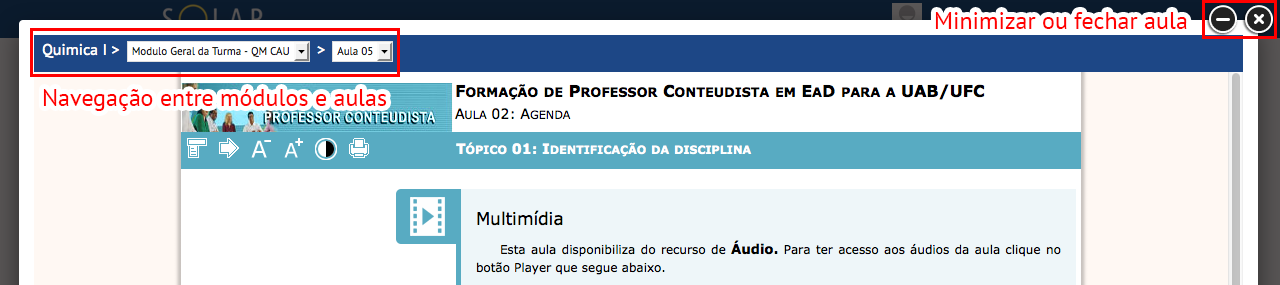 SOLAR
Minimizar ou fechar aula
Quimica I > Modulo Geral da Turma - QM CAU > Aula 05
Navegação entre módulos e aulas
PROFESSOR CONTEUDISTA
FORMAÇÃO DE PROFESSOR CONTEUDISTA EM EAD PARA A UAB/UFC
AULA 02: AGENDA
A- A+
TÓPICO 01: IDENTIFICAÇÃO DA DISCIPLINA
Multimídia
Esta aula disponibiliza do recurso de Áudio. Para ter acesso aos áudios da aula clique no
botão Player que segue abaixo.